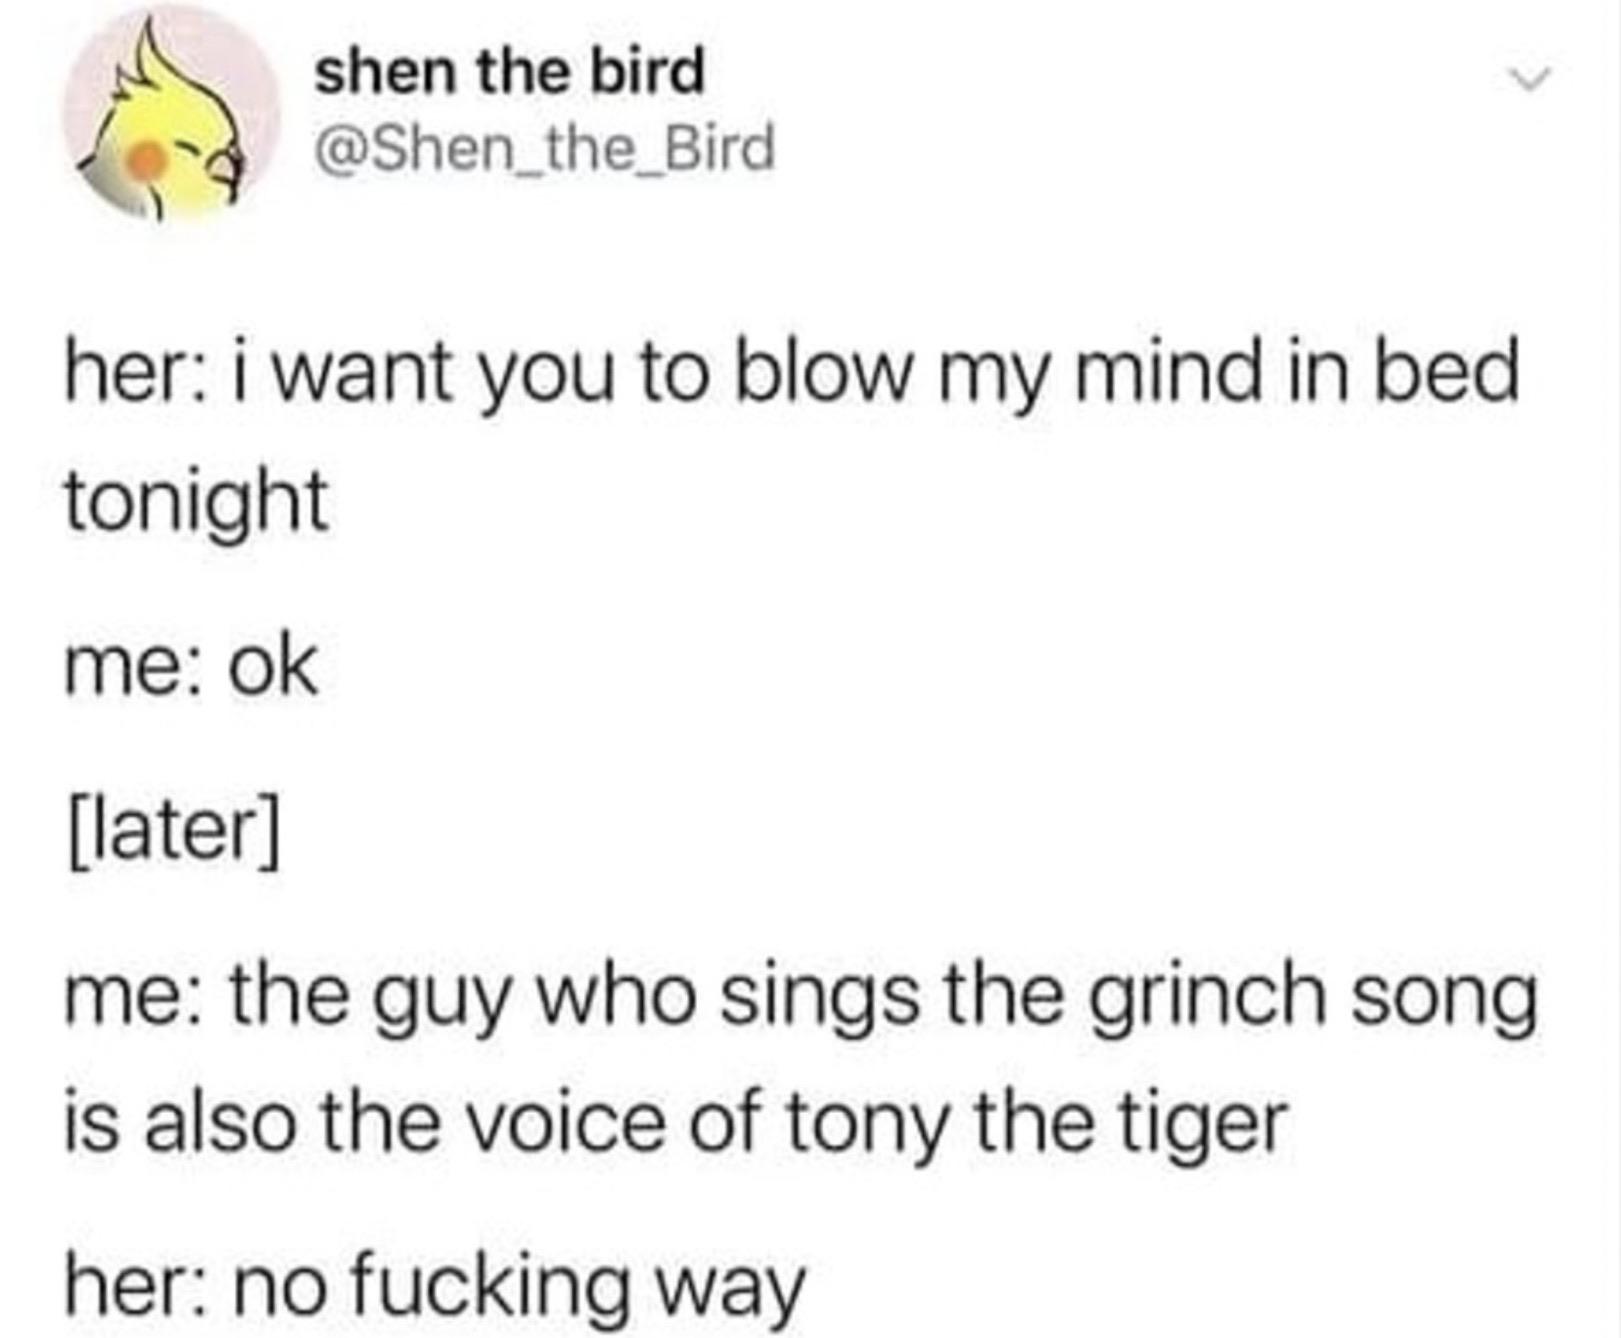 shen the bird
@Shen_the_Bird
her: i want you to blow my mind in bed
tonight
me: ok
[later]
me: the guy who sings the grinch song
is also the voice of tony the tiger
her: no fucking way